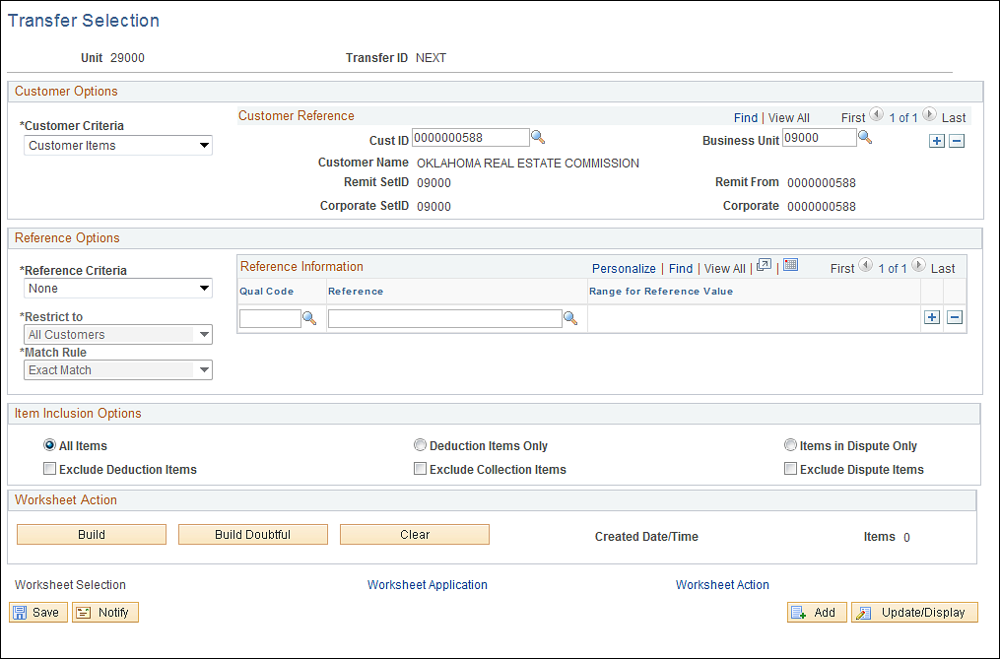 Transfer Selection
Unit 29000 Transfer ID NEXT
Customer Options
*Customer Criteria
Customer Items
Customer Reference Find | View All First 1 of 1 Last
Cust ID 0000000588 Business Unit 09000
Customer Name OKLAHOMA REAL ESTATE COMMISSION
Remit SetID 09000 Remit From 0000000588
Corporate SetID 09000 Corporate 0000000588
Reference Options
*Reference Criteria
None
*Restrict to
All Customers
*Match Rule
Exact Match
Reference Information Personalize | Find | View All | | First 1 of 1 Last
Qual Code Reference Range for Reference Value
Item Inclusion Options
All Items Deduction Items Only Items in Dispute Only
Exclude Deduction Items Exclude Collection Items Exclude Dispute Items
Worksheet Action
Build Build Doubtful Clear Created Date/Time Items 0
Worksheet Selection Worksheet Application Worksheet Action
Save Notify Add Update/Display